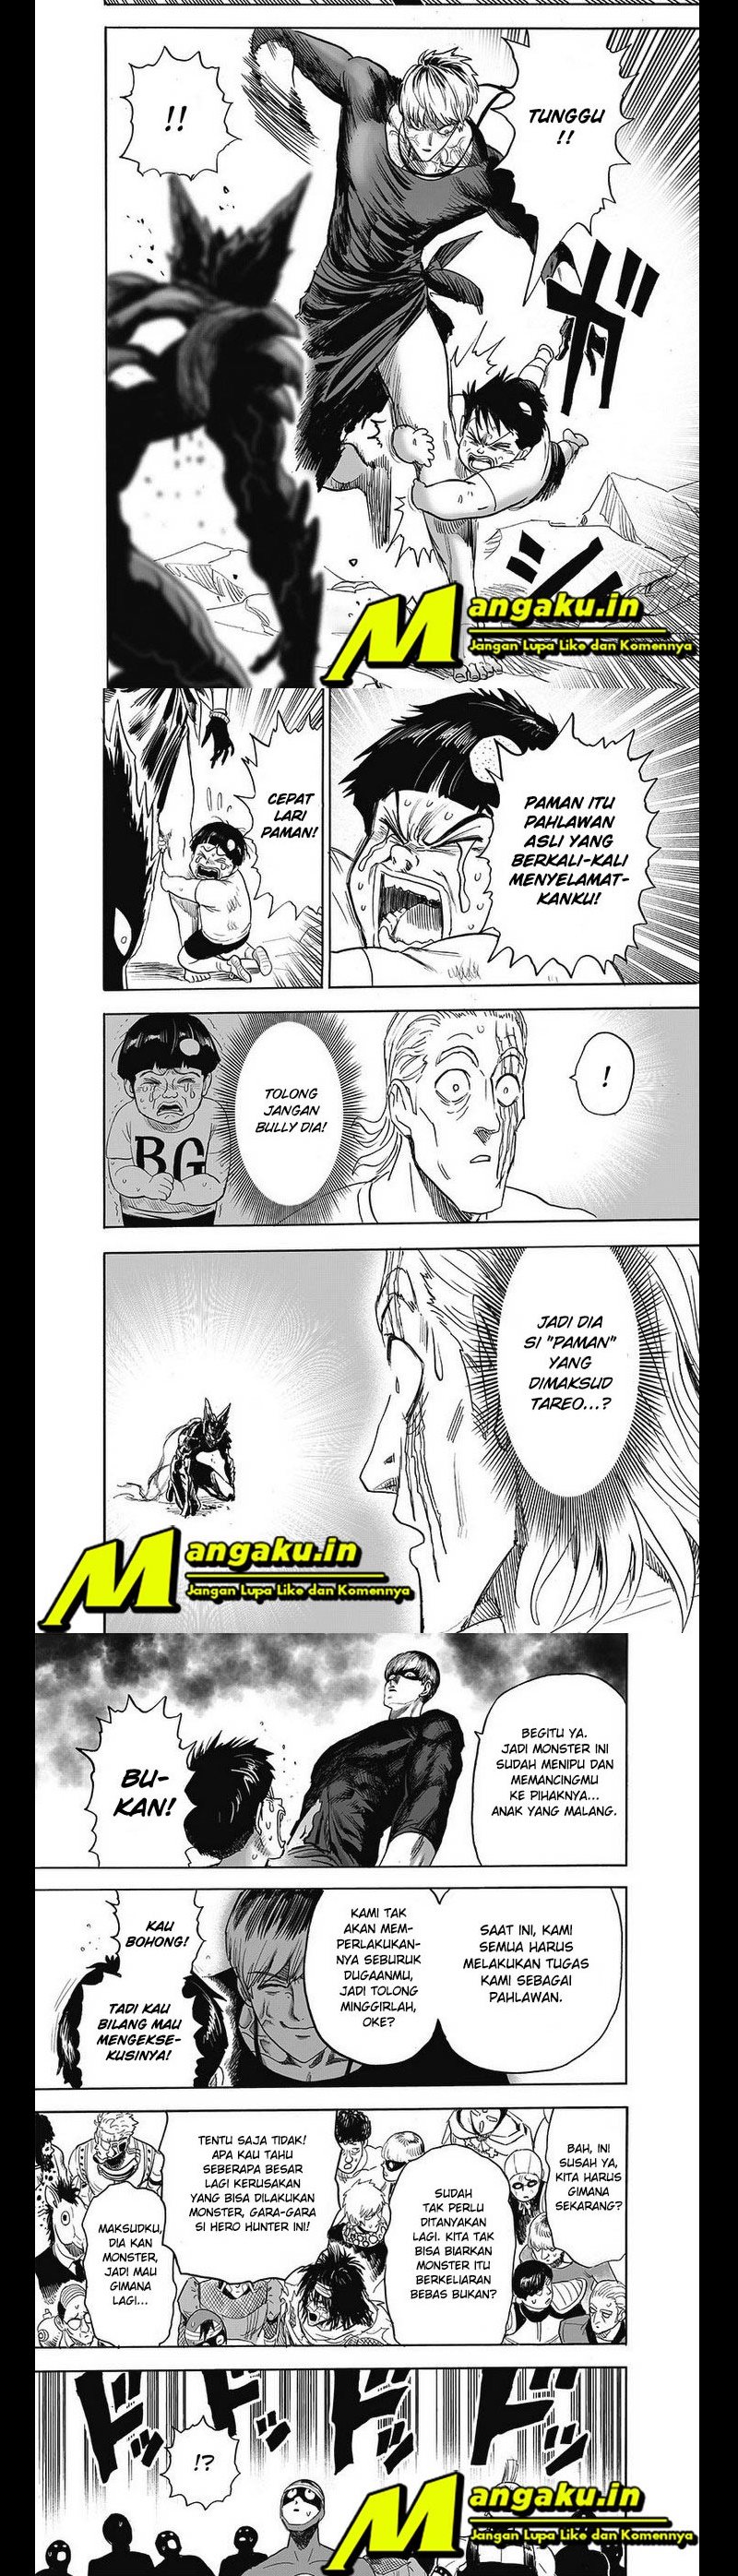 !!
TUNGGU
!!
ガシ
Mangaku.in
Jangan Lupa Like dan Komennya
CEPAT
LARI
PAMAN!
PAMAN ITU
PAHLAWAN
ASLI YANG
BERKALI-KALI
MENYELAMAT-
KANKU!
BG
TOLONG
JANGAN
BULLY DIA!
!
JADI DIA
SI "PAMAN"
YANG
DIMAKSUD
TAREO...?
Mangaku.in
Jangan Lupa Like dan Komennya
BEGITU YA.
JADI MONSTER INI
SUDAH MENIPU DAN
MEMANCINGMU
KE PIHAKNYA...
ANAK YANG MALANG.
BU-
KAN!
SAAT INI, KAMI
SEMUA HARUS
MELAKUKAN TUGAS
KAMI SEBAGAI
PAHLAWAN.
KAMI TAK
AKAN MEM-
PERLAKUKAN-
NYA SEBURUK
DUGAANMU,
JADI TOLONG
MINGGIRLAH,
OKE?
KAU
BOHONG!
TADI KAU
BILANG MAU
MENGEKSE-
KUSINYA!
BAH, INI
SUSAH YA,
KITA HARUS
GIMANA
SEKARANG?
SUDAH
TAK PERLU
DITANYAKAN
LAGI. KITA TAK
BISA BIARKAN
MONSTER ITU
BERKELIARAN
BEBAS BUKAN?
TENTU SAJA TIDAK!
APA KAU TAHU
SEBERAPA BESAR
LAGI KERUSAKAN
YANG BISA DILAKUKAN
MONSTER, GARA-GARA
SI HERO HUNTER INI!
MAKSUDKU,
DIA KAN
MONSTER,
JADI MAU
GIMANA
LAGI...
ドドドド
!?
Mangaku.in
Jangan Lupa Like dan Komennya